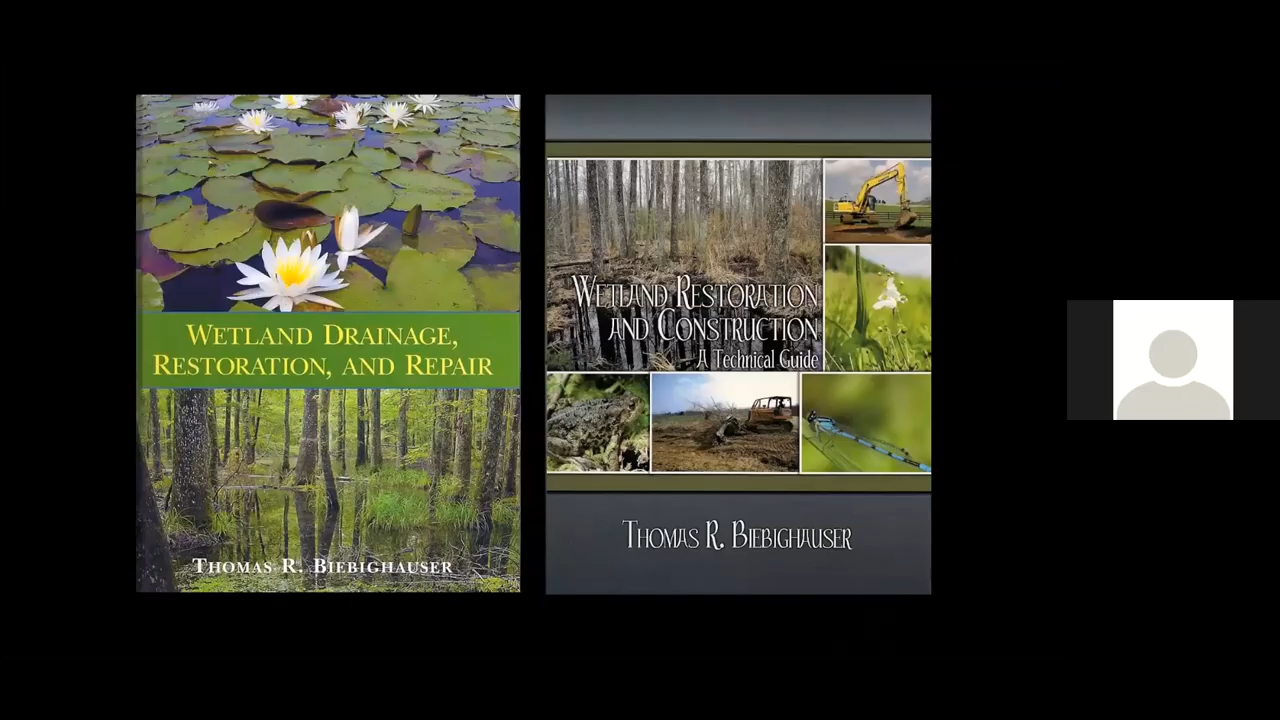 WETLAND DRAINAGE,
RESTORATION, AND REPAIR
THOMAS R. BIEBIGHAUSER
WETLAND RESTORATION
AND CONSTRUCTION
A Technical Guide
THOMAS R. BIEBIGHAUSER